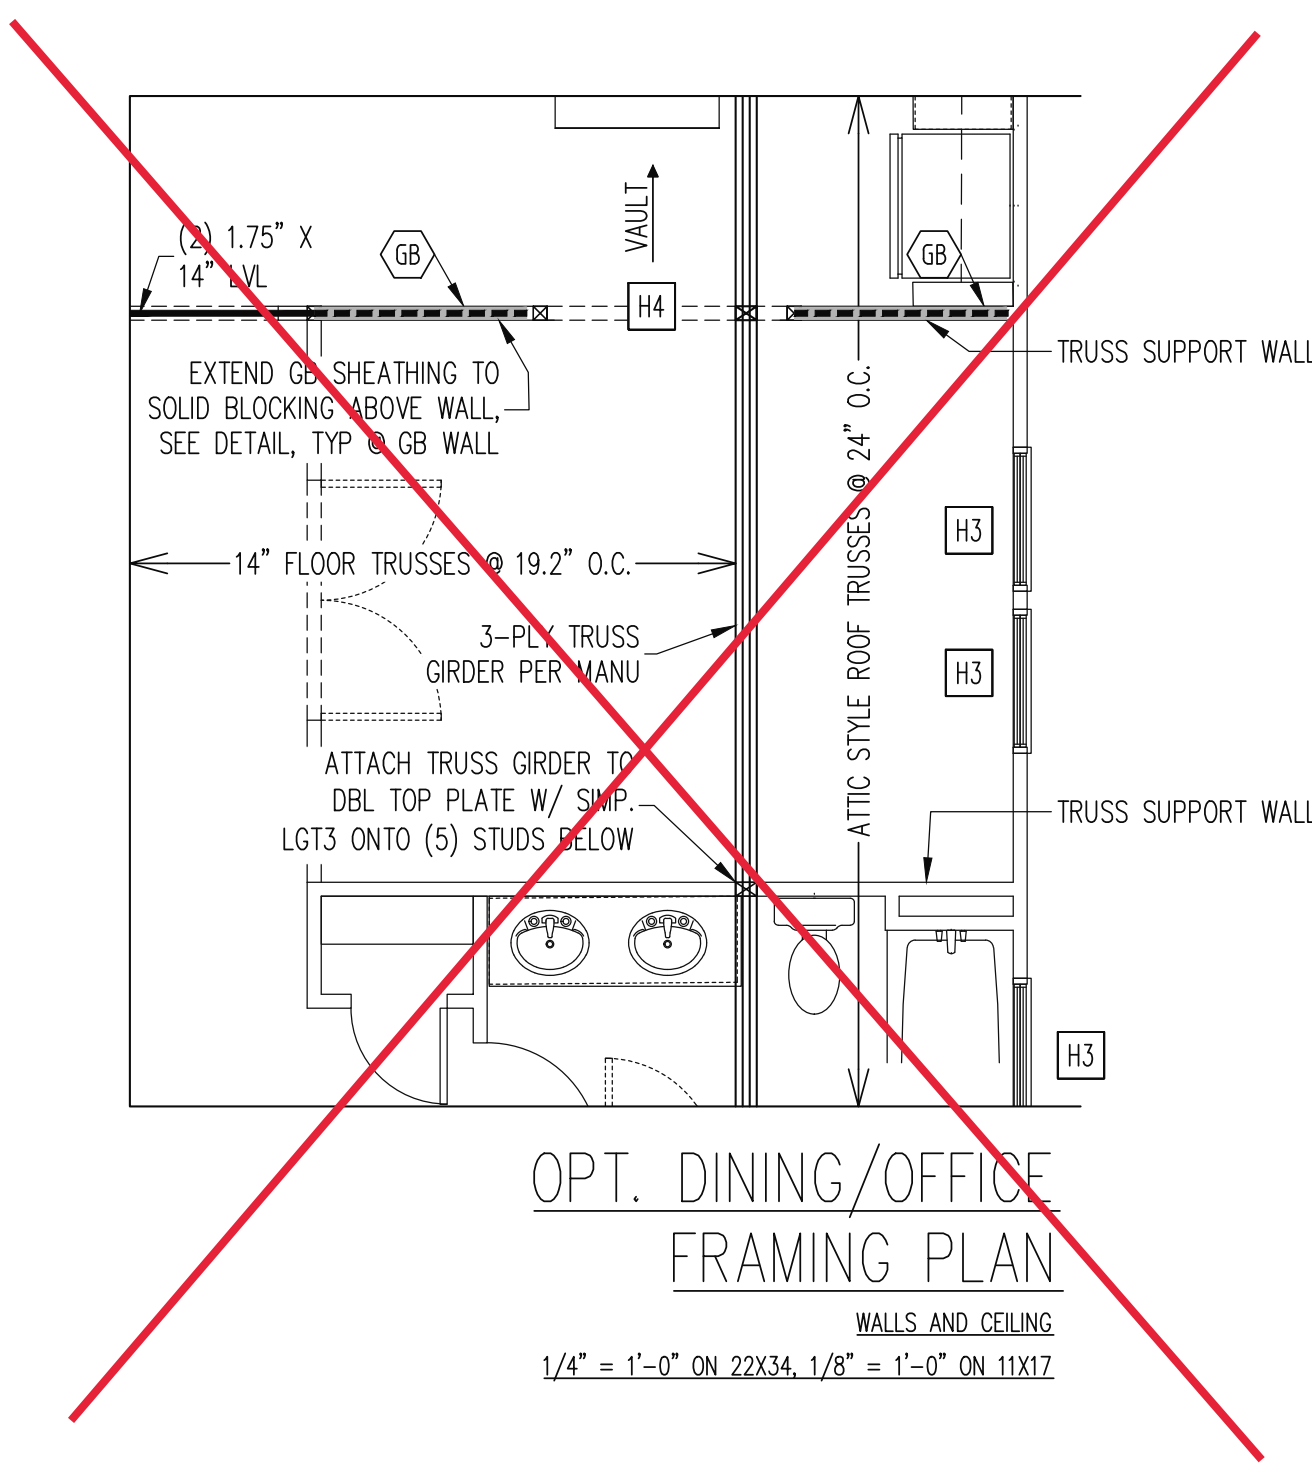 VAULT
(2) 1.75" X
14" LVL
GB
GB
H4
TRUSS SUPPORT WALL
EXTEND GB SHEATHING TO
SOLID BLOCKING ABOVE WALL,
SEE DETAIL, TYP @ GB WALL
ATTIC STYLE ROOF TRUSSES @ 24" O.C.
H3
14" FLOOR TRUSSES @ 19.2" O.C.
3-PLY TRUSS
GIRDER PER MANU
H3
ATTACH TRUSS GIRDER TO
DBL TOP PLATE W/ SIMP.
LGT3 ONTO (5) STUDS BELOW
TRUSS SUPPORT WALL
H3
OPT. DINING/OFFICE
FRAMING PLAN
WALLS AND CEILING
1/4" = 1'-0" ON 22X34, 1/8" = 1'-0" ON 11X17